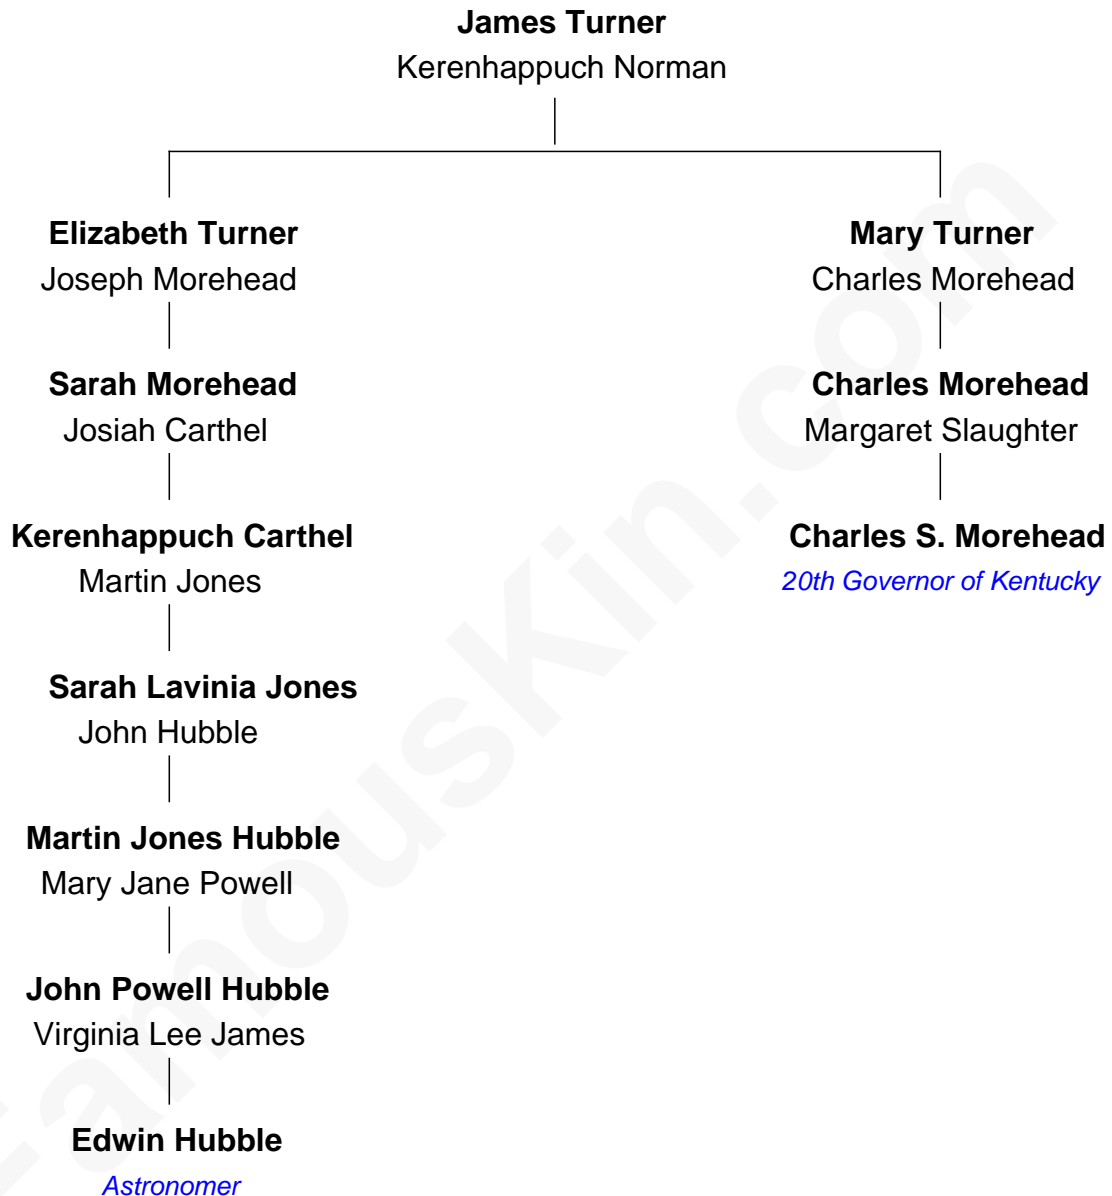 James Turner
Kerenhappuch Norman
Elizabeth Turner
Joseph Morehead
Mary Turner
Charles Morehead
Sarah Morehead
Josiah Carthel
Charles Morehead
Margaret Slaughter
Kerenhappuch Carthel
Martin Jones
Charles S. Morehead
20th Governor of Kentucky
Sarah Lavinia Jones
John Hubble
Martin Jones Hubble
Mary Jane Powell
John Powell Hubble
Virginia Lee James
Edwin Hubble
Astronomer
FamousKin.com